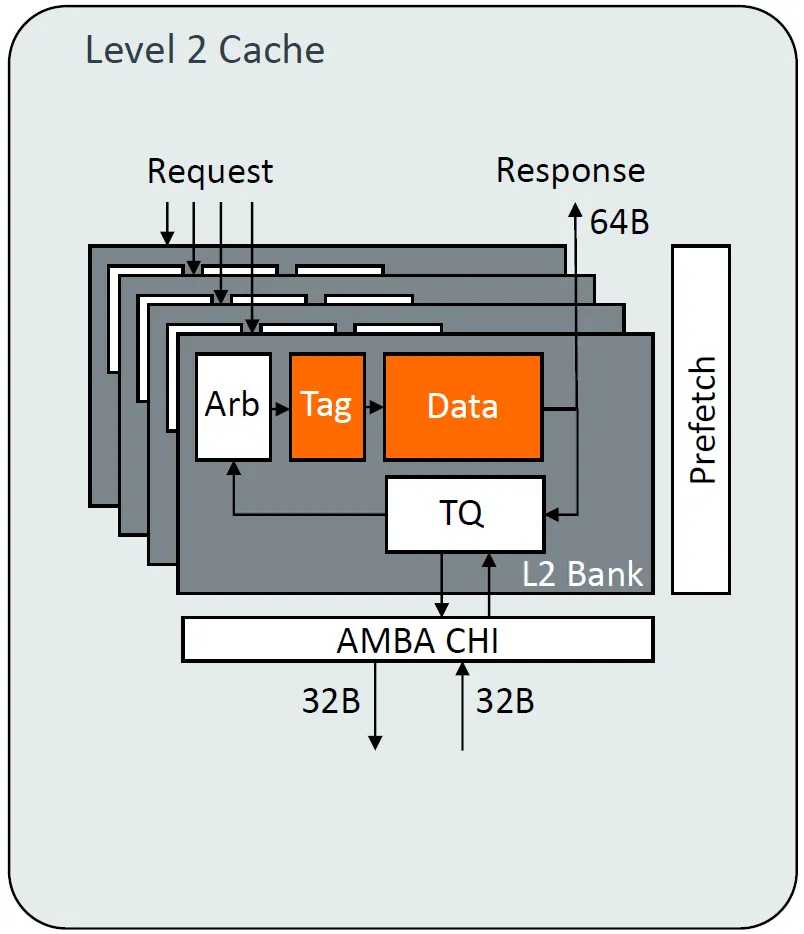 Level 2 Cache
Request
Response
64B
Arb
Tag
Data
Prefetch
TQ
L2 Bank
AMBA CHI
32B
32B